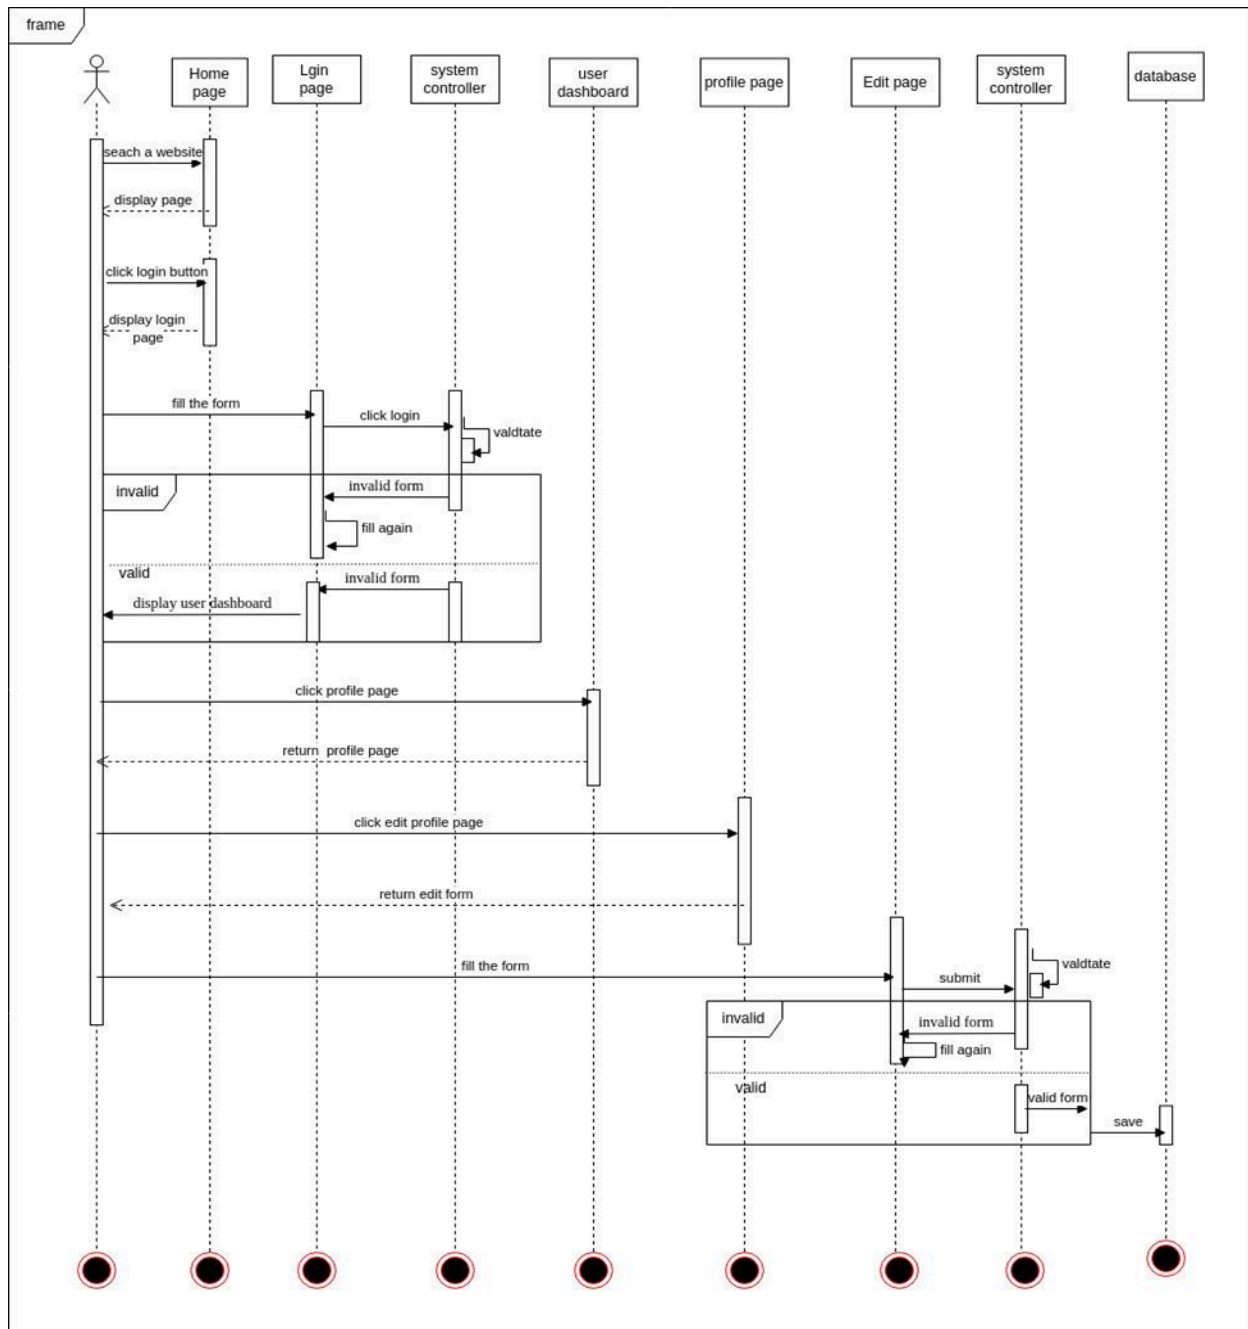 frame
Home
page
Lgin
page
system
controller
user
dashboard
profile page
Edit page
system
controller
database
seach a website
display page
click login button
display login
page
fill the form
click login
valdtate
invalid
invalid form
fill again
valid
invalid form
display user dashboard
click profile page
return profile page
click edit profile page
return edit form
fill the form
submit
valdtate
invalid
invalid form
fill again
valid
valid form
save